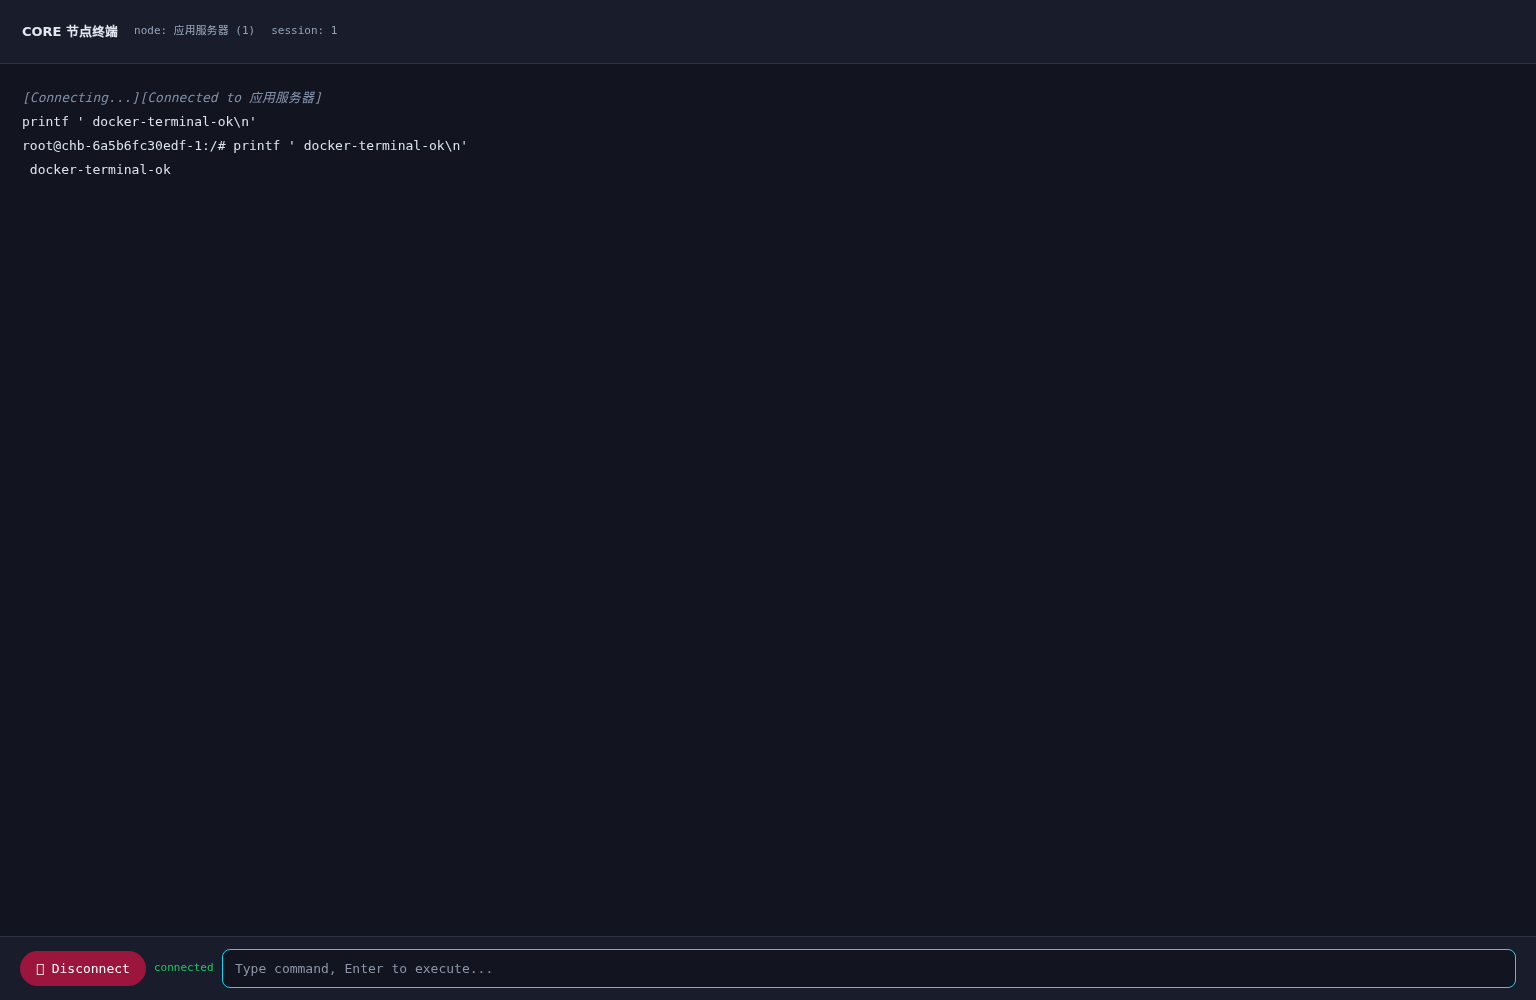 CORE 节点终端 node: 应用服务器 (1) session: 1
[Connecting...][Connected to 应用服务器]
printf ' docker-terminal-ok\n'
root@chb-6a5b6fc30edf-1:/# printf ' docker-terminal-ok\n'
docker-terminal-ok
Disconnect connected Type command, Enter to execute...